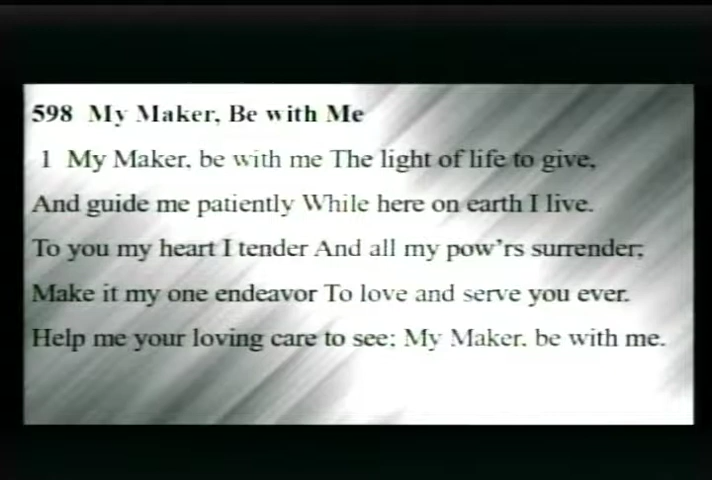 598 My Maker, Be with Me
1 My Maker, be with me The light of life to give,
And guide me patiently While here on earth I live.
To you my heart I tender And all my pow'rs surrender;
Make it my one endeavor To love and serve you ever.
Help me your loving care to see; My Maker, be with me.